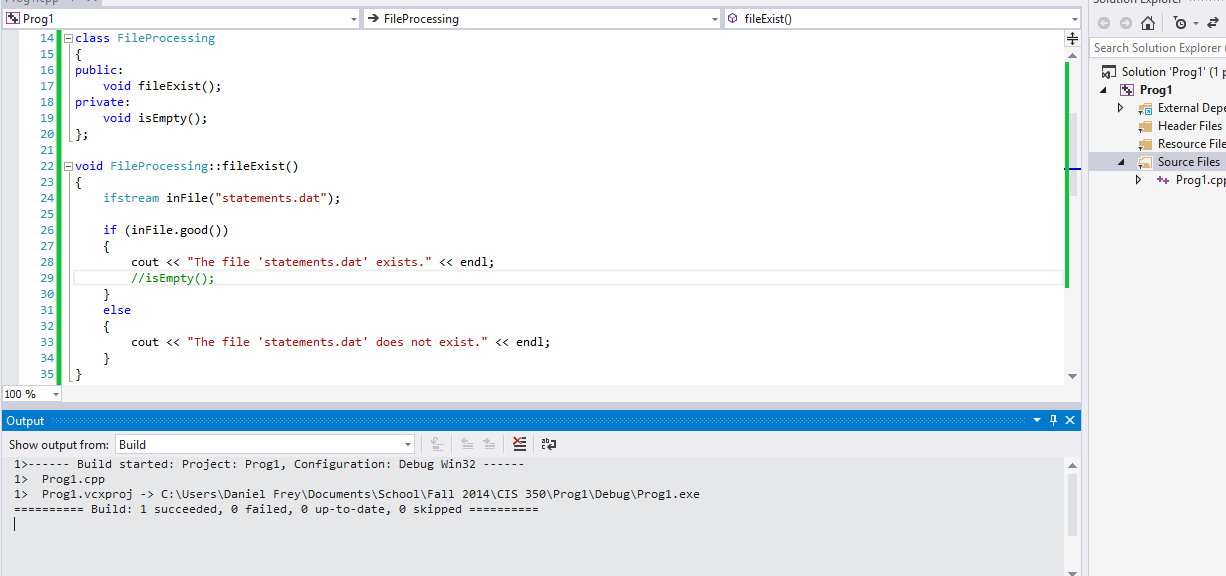 Prog1 FileProcessing fileExist()
Search Solution Explorer
Solution 'Prog1' (1 p
Prog1
External Depe
Header Files
Resource File
Source Files
Prog1.cpp
14 class FileProcessing
15 {
16 public:
17 void fileExist();
18 private:
19 void isEmpty();
20 };
21
22 void FileProcessing::fileExist()
23 {
24 ifstream inFile("statements.dat");
25
26 if (inFile.good())
27 {
28 cout << "The file 'statements.dat' exists." << endl;
29 //isEmpty();
30 }
31 else
32 {
33 cout << "The file 'statements.dat' does not exist." << endl;
34 }
35 }
100 %
Output
Show output from: Build
1>------ Build started: Project: Prog1, Configuration: Debug Win32 ------
1> Prog1.cpp
1> Prog1.vcxproj -> C:\Users\Daniel Frey\Documents\School\Fall 2014\CIS 350\Prog1\Debug\Prog1.exe
========== Build: 1 succeeded, 0 failed, 0 up-to-date, 0 skipped ==========